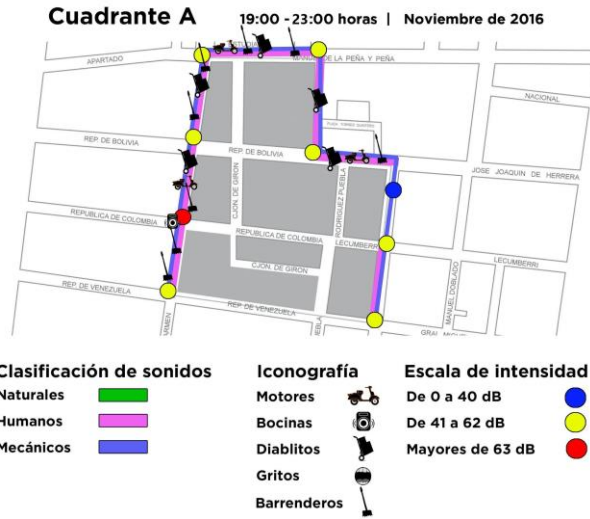 Cuadrante A
19:00 - 23:00 horas | Noviembre de 2016
APARTADO
MANUEL DE LA PEÑA Y PEÑA
NACIONAL
REP. DE BOLIVIA
REP. DE BOLIVIA
JOSE JOAQUIN DE HERRERA
CJON. DE GIRON
RODRIGUEZ PUEBLA
REPUBLICA DE COLOMBIA
REPUBLICA DE COLOMBIA
LECUMBERRI
LECUMBERRI
CJON. DE GIRON
MANUEL DOBLADO
REP. DE VENEZUELA
REP. DE VENEZUELA
Clasificación de sonidos
Naturales
Humanos
Mecánicos
Iconografía
Motores
Bocinas
Diablitos
Gritos
Barrenderos
Escala de intensidad
De 0 a 40 dB
De 41 a 62 dB
Mayores de 63 dB